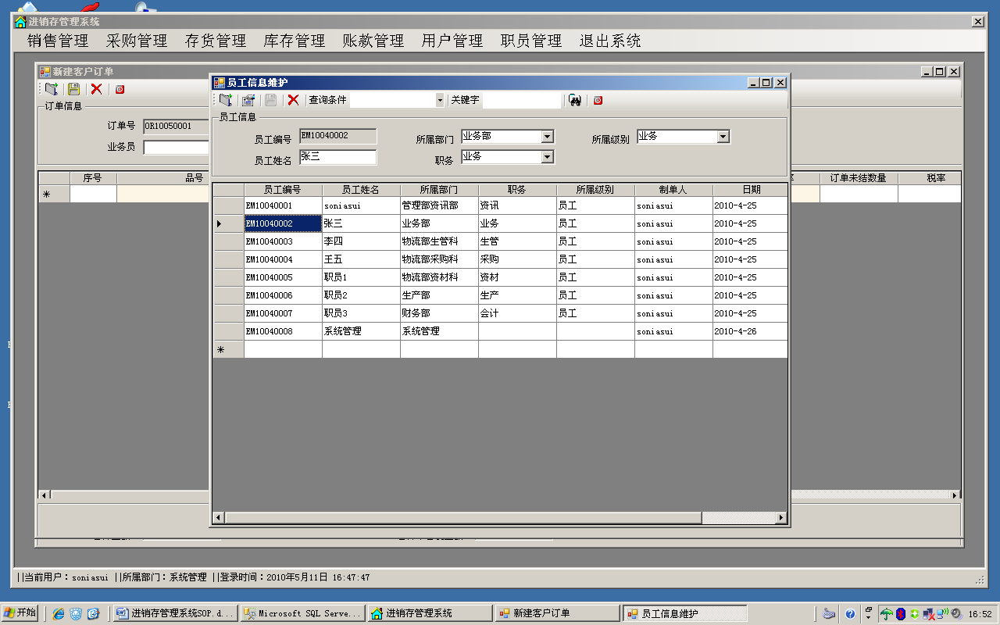 进销存管理系统
销售管理 采购管理 存货管理 库存管理 账款管理 用户管理 职员管理 退出系统
新建客户订单
订单信息
订单号 OR10050001
业务员
序号 品号 订单未结数量 税率
员工信息维护
查询条件 关键字
员工信息
员工编号 EM10040002 所属部门 业务部 所属级别 业务
员工姓名 张三 职务 业务
员工编号 员工姓名 所属部门 职务 所属级别 制单人 日期
EM10040001 soniasui 管理部资讯部 资讯 员工 soniasui 2010-4-25
EM10040002 张三 业务部 业务 员工 soniasui 2010-4-25
EM10040003 李四 物流部生管科 生管 员工 soniasui 2010-4-25
EM10040004 王五 物流部采购科 采购 员工 soniasui 2010-4-25
EM10040005 职员1 物流部资材科 资材 员工 soniasui 2010-4-25
EM10040006 职员2 生产部 生产 员工 soniasui 2010-4-25
EM10040007 职员3 财务部 会计 员工 soniasui 2010-4-25
EM10040008 系统管理 系统管理 soniasui 2010-4-26
||当前用户：soniasui ||所属部门：系统管理 ||登录时间：2010年5月11日 16:47:47
开始 进销存管理系统SOP.d... Microsoft SQL Serve... 进销存管理系统 新建客户订单 员工信息维护 16:52